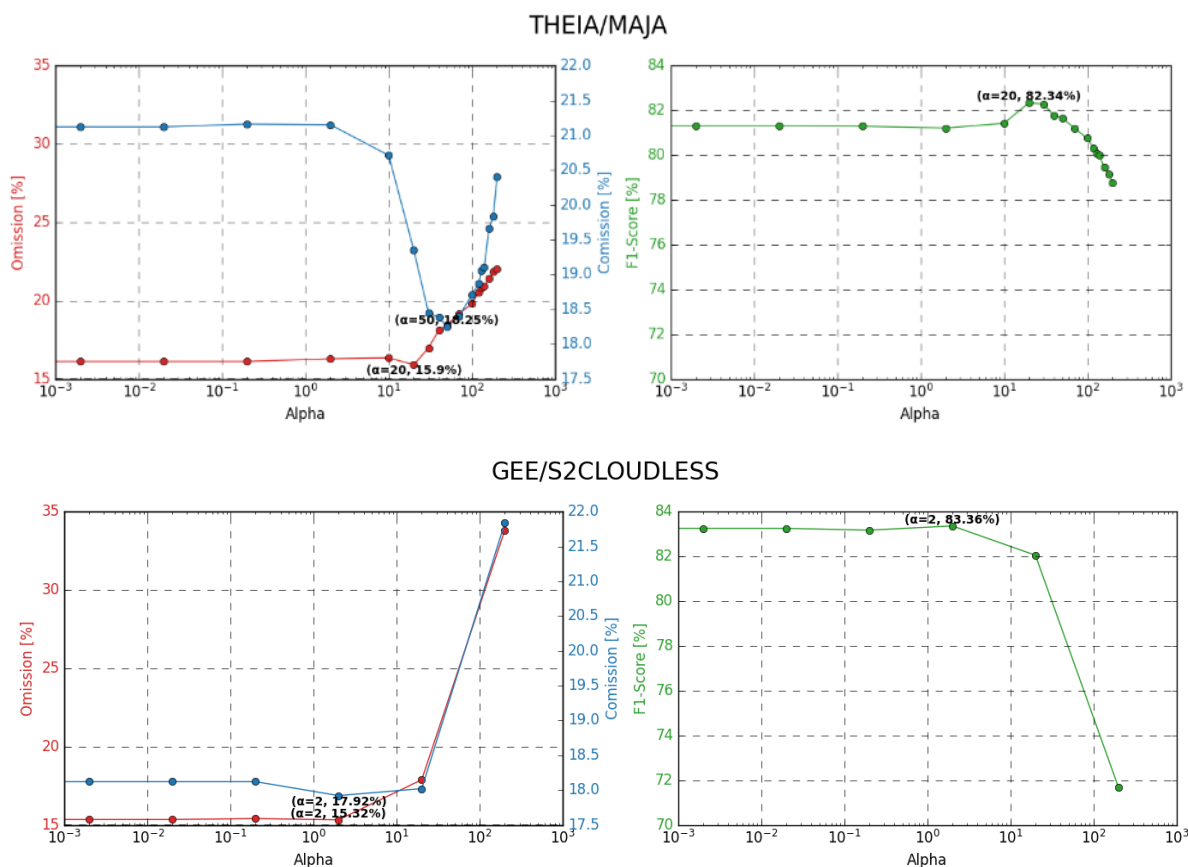 THEIA/MAJA
35
30
25
20
15
Omission [%]
22.0
21.5
21.0
20.5
20.0
19.5
19.0
18.5
18.0
17.5
Comission [%]
(α=50, 18.25%)
(α=20, 15.9%)
10⁻³ 10⁻² 10⁻¹ 10⁰ 10¹ 10² 10³
Alpha
84
82
80
78
76
74
72
70
F1-Score [%]
(α=20, 82.34%)
10⁻³ 10⁻² 10⁻¹ 10⁰ 10¹ 10² 10³
Alpha
GEE/S2CLOUDLESS
35
30
25
20
15
Omission [%]
22.0
21.5
21.0
20.5
20.0
19.5
19.0
18.5
18.0
17.5
Comission [%]
(α=2, 17.92%)
(α=2, 15.32%)
10⁻³ 10⁻² 10⁻¹ 10⁰ 10¹ 10² 10³
Alpha
84
82
80
78
76
74
72
70
F1-Score [%]
(α=2, 83.36%)
10⁻³ 10⁻² 10⁻¹ 10⁰ 10¹ 10² 10³
Alpha